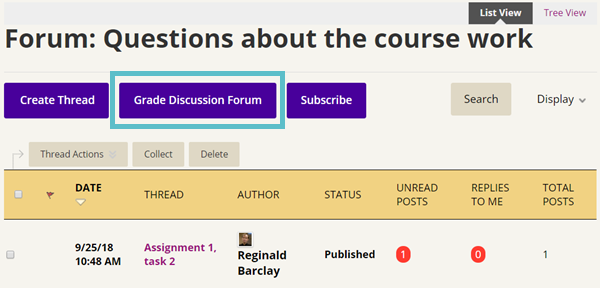 List View Tree View
Forum: Questions about the course work
Create Thread Grade Discussion Forum Subscribe Search Display
Thread Actions Collect Delete
DATE THREAD AUTHOR STATUS UNREAD POSTS REPLIES TO ME TOTAL POSTS
9/25/18 10:48 AM Assignment 1, task 2 Reginald Barclay Published 1 0 1